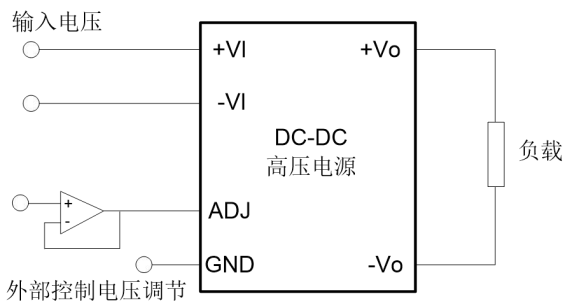 输入电压
+VI
+Vo
-VI
DC-DC
高压电源
负载
+
-
ADJ
GND
-Vo
外部控制电压调节